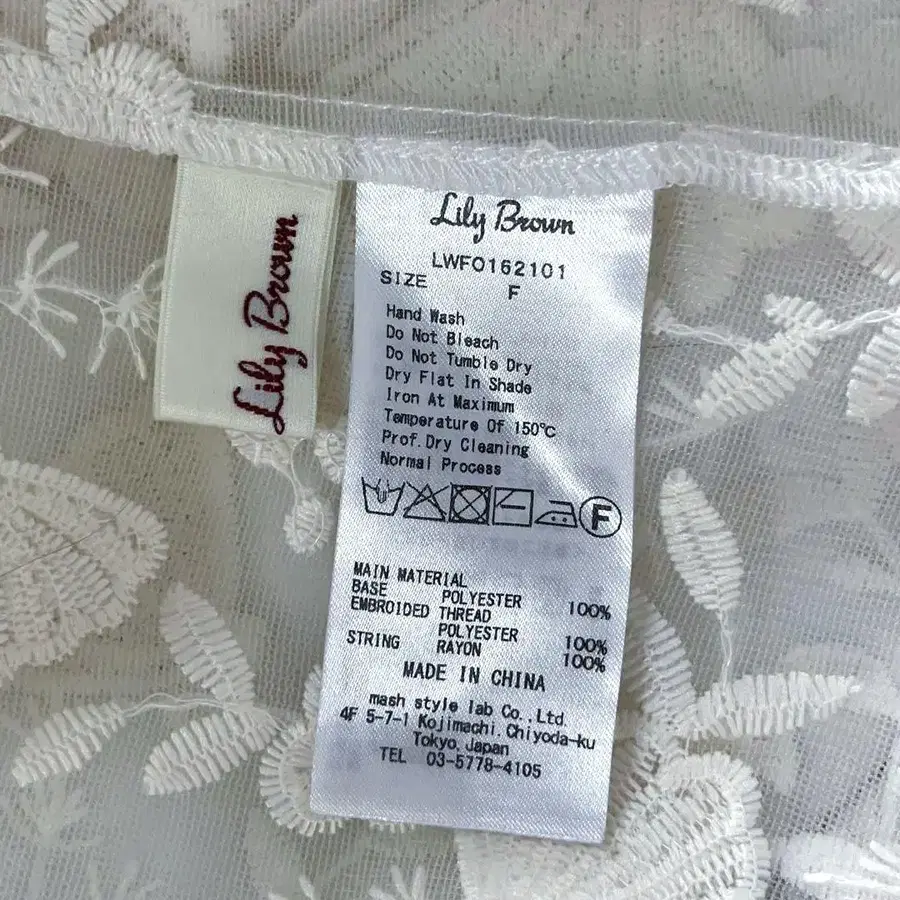 Lily Brown
Lily Brown
LWFO162101
SIZE F
Hand Wash
Do Not Bleach
Do Not Tumble Dry
Dry Flat In Shade
Iron At Maximum
Temperature Of 150℃
Prof.Dry Cleaning
Normal Process
F
MAIN MATERIAL
BASE POLYESTER 100%
EMBROIDED THREAD
POLYESTER 100%
STRING RAYON 100%
MADE IN CHINA
mash style lab Co.,Ltd.
4F 5-7-1 Kojimachi, Chiyoda-ku
Tokyo, Japan
TEL 03-5778-4105